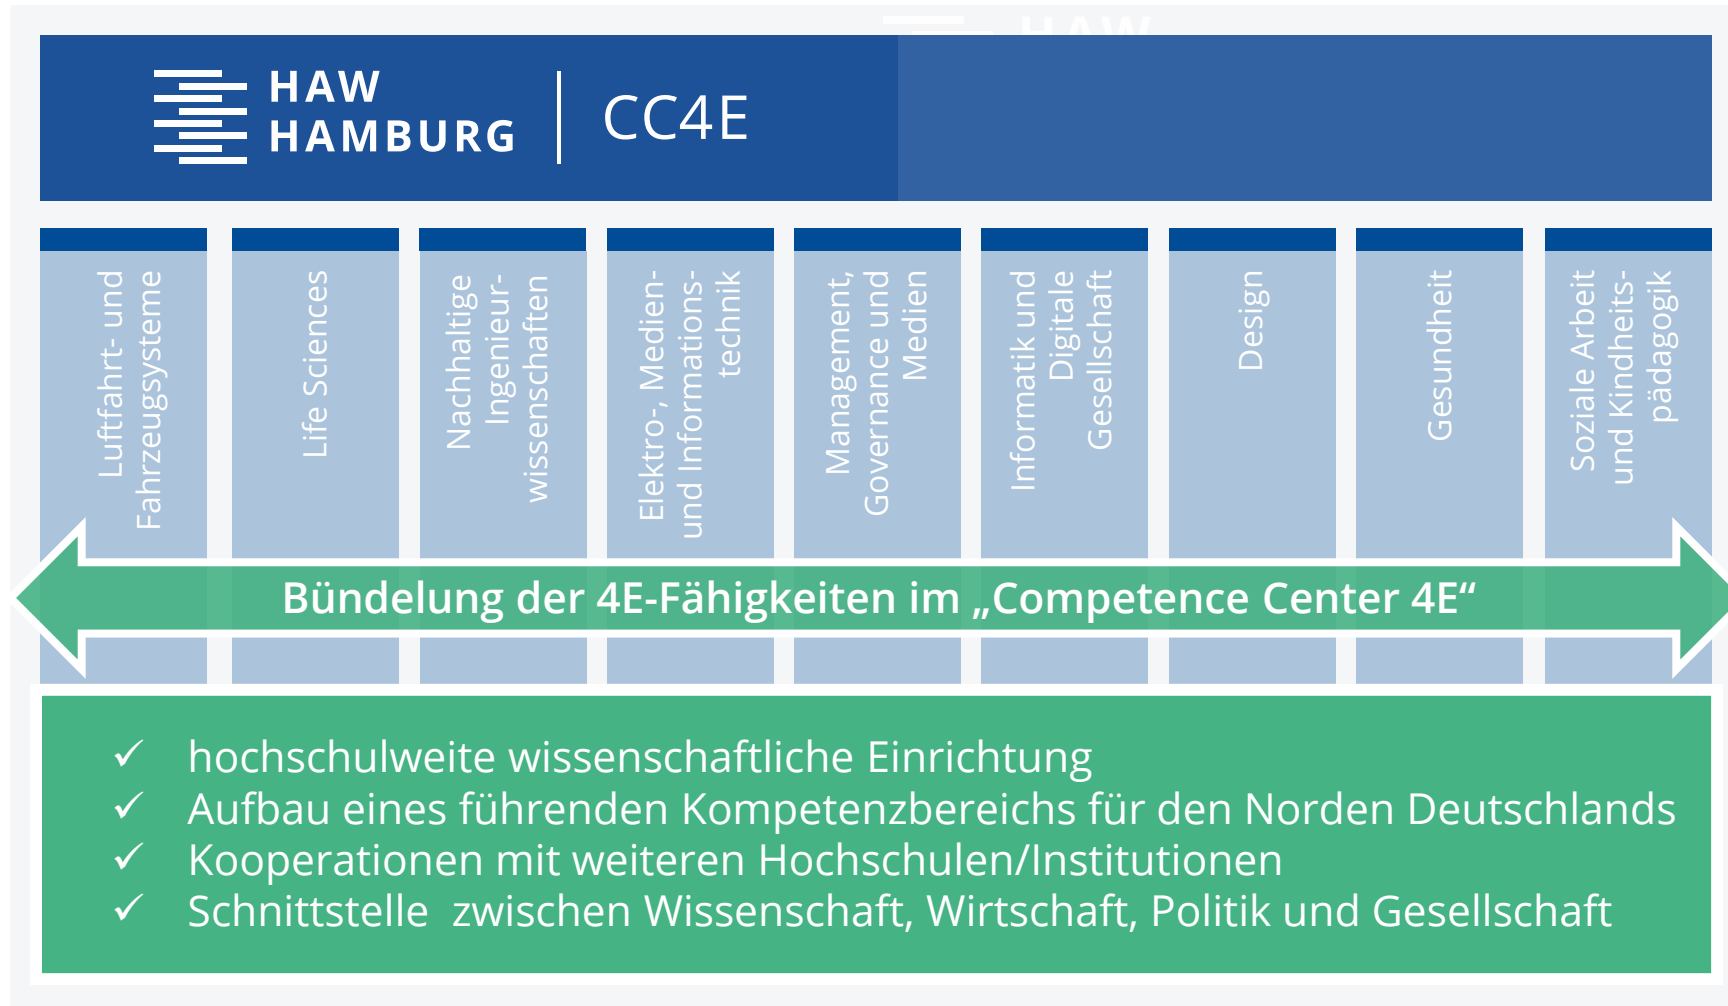 HAW
HAW
HAMBURG
CC4E
Luftfahrt- und
Fahrzeugsysteme
Life Sciences
Nachhaltige
Ingenieur-
wissenschaften
Elektro-, Medien-
und Informations-
technik
Management,
Governance und
Medien
Informatik und
Digitale
Gesellschaft
Design
Gesundheit
Soziale Arbeit
und Kindheits-
pädagogik
Bündelung der 4E-Fähigkeiten im „Competence Center 4E“
✓ hochschulweite wissenschaftliche Einrichtung
✓ Aufbau eines führenden Kompetenzbereichs für den Norden Deutschlands
✓ Kooperationen mit weiteren Hochschulen/Institutionen
✓ Schnittstelle zwischen Wissenschaft, Wirtschaft, Politik und Gesellschaft